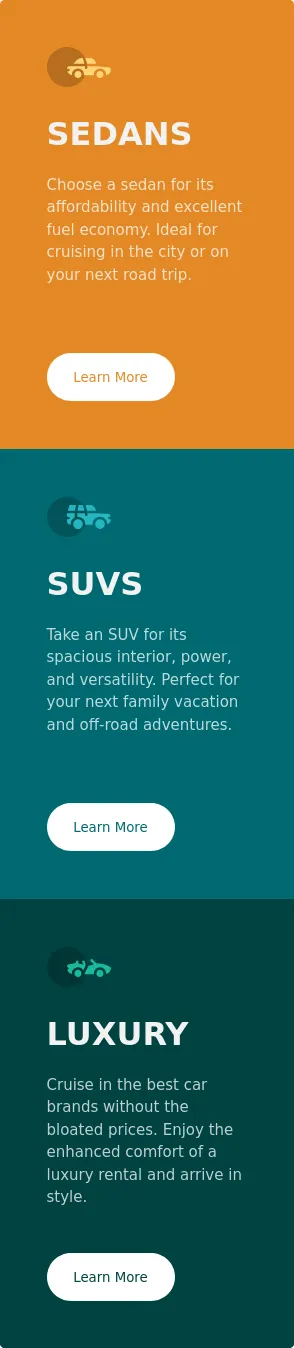 SEDANS
Choose a sedan for its
affordability and excellent
fuel economy. Ideal for
cruising in the city or on
your next road trip.
Learn More
SUVS
Take an SUV for its
spacious interior, power,
and versatility. Perfect for
your next family vacation
and off-road adventures.
Learn More
LUXURY
Cruise in the best car
brands without the
bloated prices. Enjoy the
enhanced comfort of a
luxury rental and arrive in
style.
Learn More